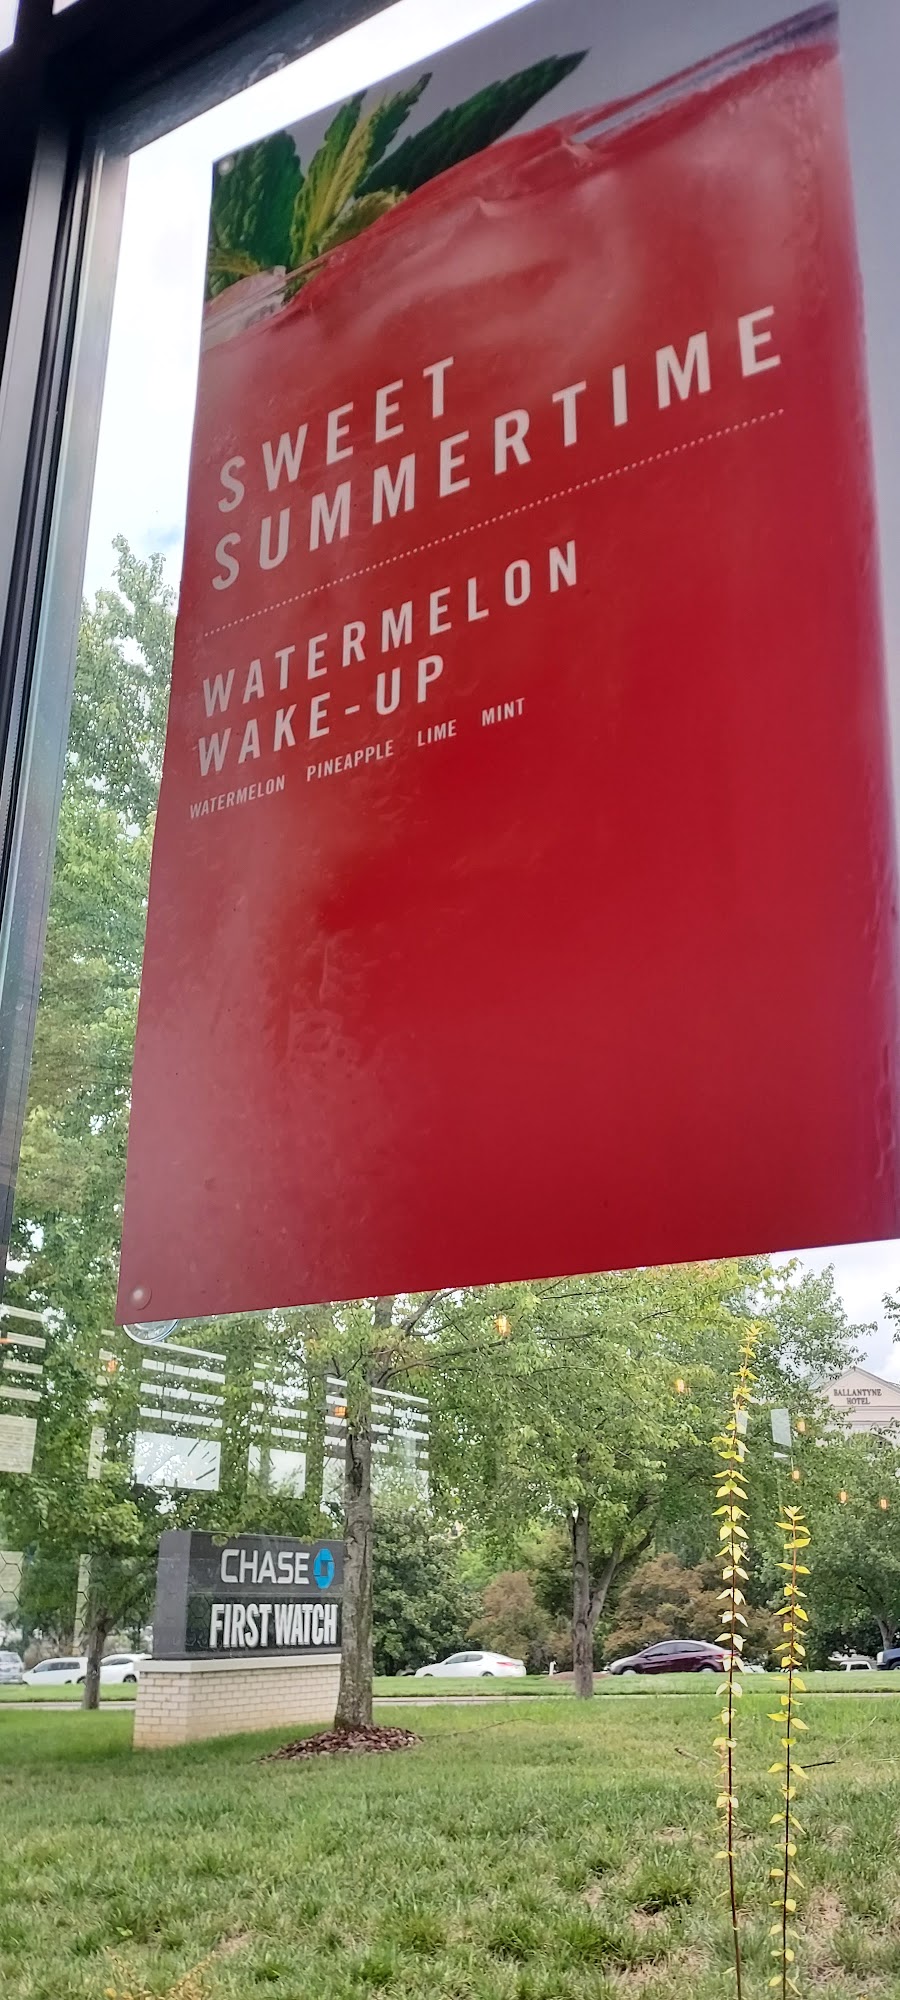 SWEET
SUMMERTIME
WATERMELON
WAKE-UP
WATERMELON PINEAPPLE LIME MINT
BALLANTYNE
HOTEL
CHASE
FIRST WATCH